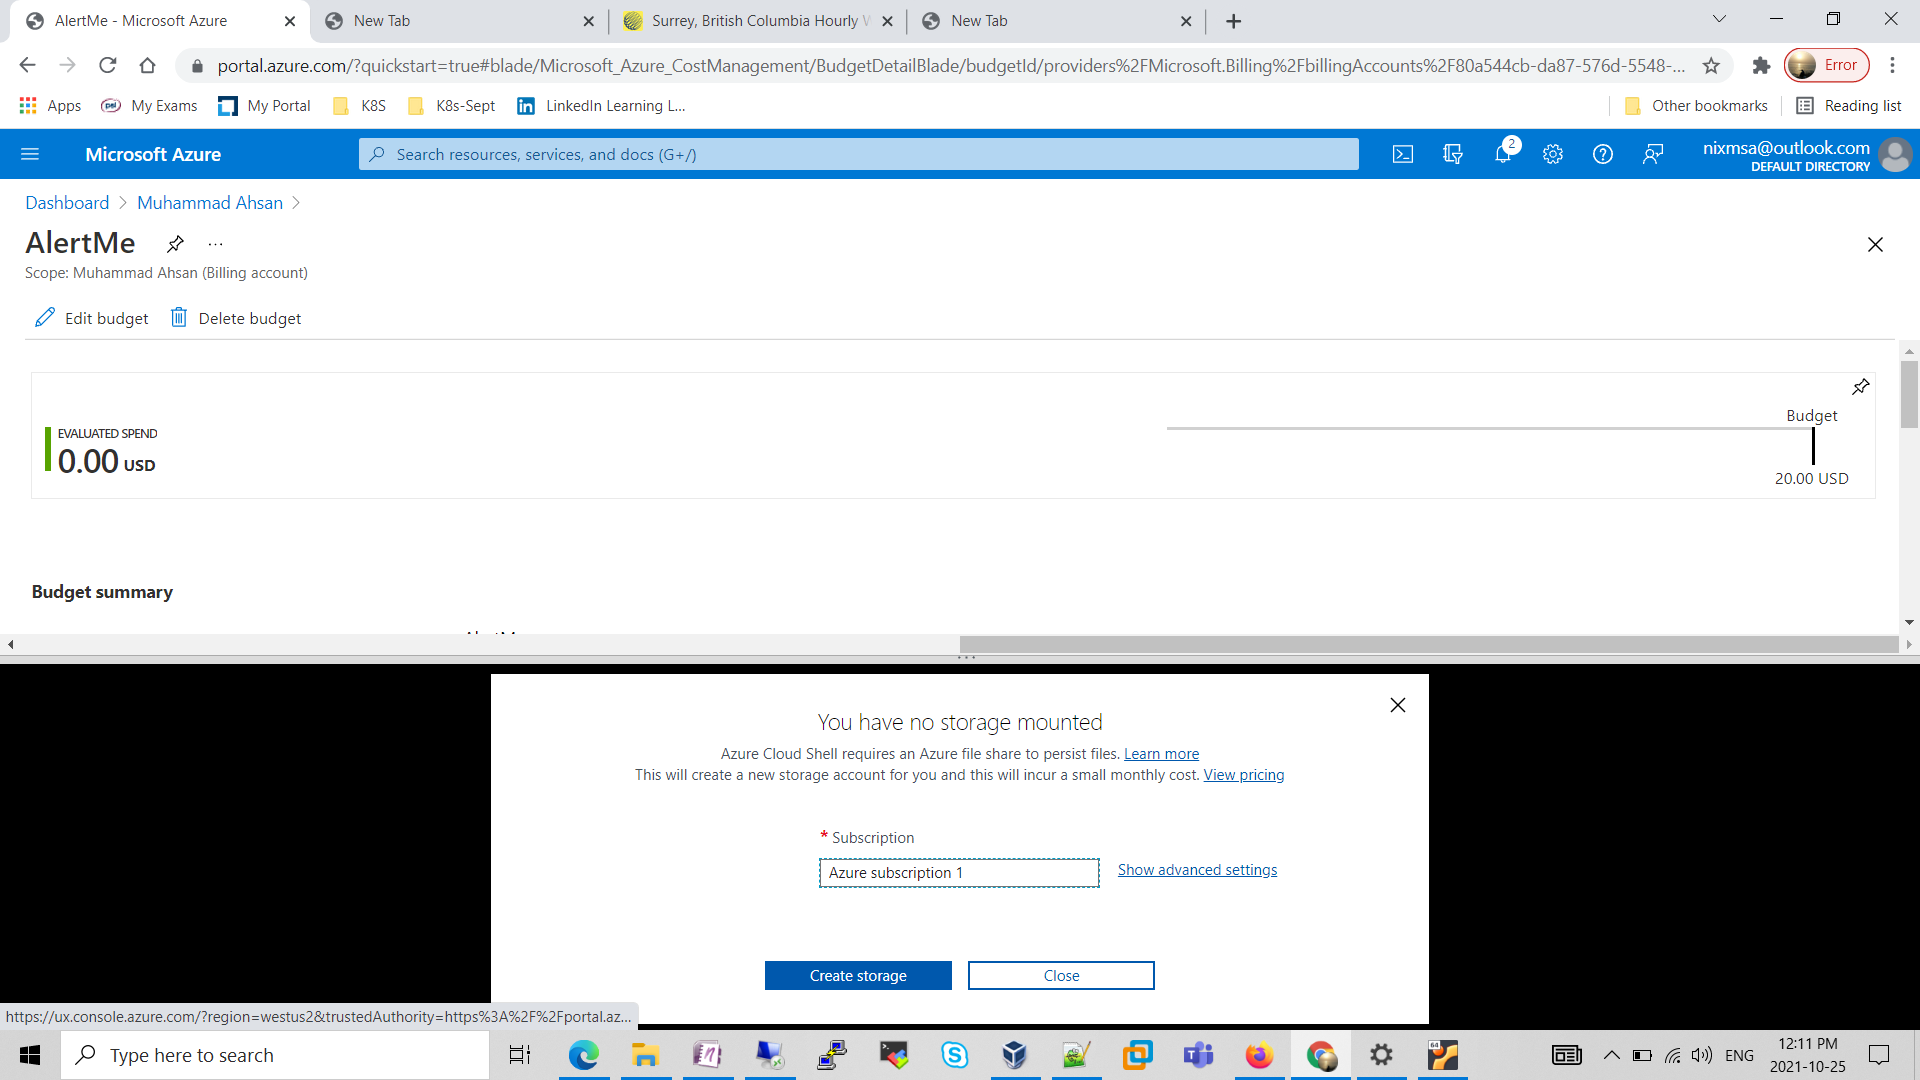 AlertMe - Microsoft Azure
New Tab
Surrey, British Columbia Hourly W
New Tab
portal.azure.com/?quickstart=true#blade/Microsoft_Azure_CostManagement/BudgetDetailBlade/budgetId/providers%2FMicrosoft.Billing%2FbillingAccounts%2F80a544cb-da87-576d-5548-...
Error
Apps
My Exams
My Portal
K8S
K8s-Sept
LinkedIn Learning L...
Other bookmarks
Reading list
Microsoft Azure
Search resources, services, and docs (G+/)
2
nixmsa@outlook.com
DEFAULT DIRECTORY
Dashboard > Muhammad Ahsan >
AlertMe ...
Scope: Muhammad Ahsan (Billing account)
Edit budget
Delete budget
Budget
EVALUATED SPEND
0.00 USD
20.00 USD
Budget summary
You have no storage mounted
Azure Cloud Shell requires an Azure file share to persist files. Learn more
This will create a new storage account for you and this will incur a small monthly cost. View pricing
* Subscription
Azure subscription 1
Show advanced settings
Create storage
Close
https://ux.console.azure.com/?region=westus2&trustedAuthority=https%3A%2F%2Fportal.az...
Type here to search
64
ENG
12:11 PM
2021-10-25